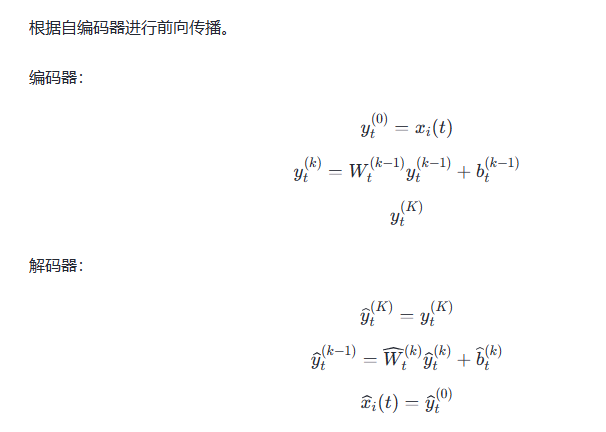 根据自编码器进行前向传播。
编码器：
$y_t^{(0)} = x_i(t)$
$y_t^{(k)} = W_t^{(k-1)} y_t^{(k-1)} + b_t^{(k-1)}$
$y_t^{(K)}$
解码器：
$\hat{y}_t^{(K)} = y_t^{(K)}$
$\hat{y}_t^{(k-1)} = \widehat{W}_t^{(k)} \hat{y}_t^{(k)} + \hat{b}_t^{(k)}$
$\hat{x}_i(t) = \hat{y}_t^{(0)}$